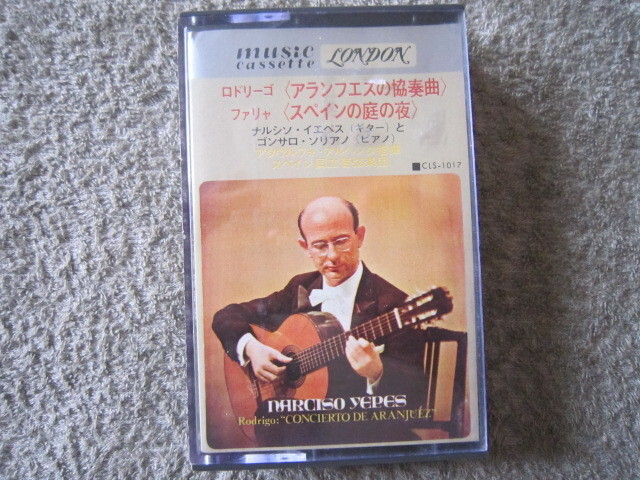 music LONDON
cassette
ロドリーゴ〈アランフエスの協奏曲〉
ファリャ〈スペインの庭の夜〉
ナルシソ・イエペス(ギター)と
ゴンサロ・ソリアノ(ピアノ)
■CLS-1017
NARCISO YEPES
Rodrigo: "CONCIERTO DE ARANJUÉZ"